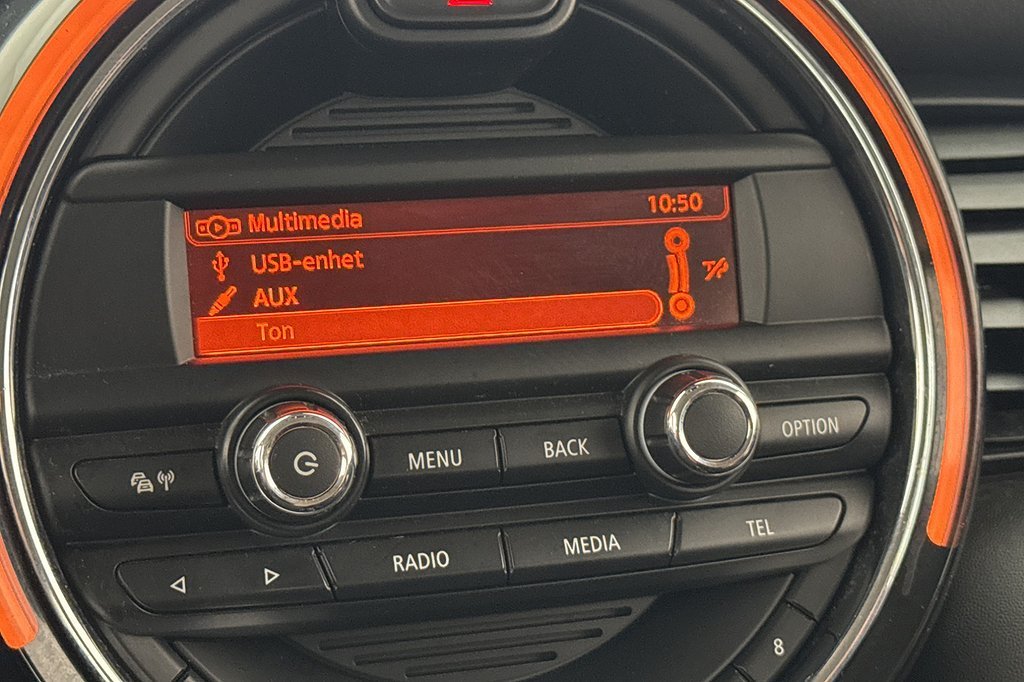 Multimedia 10:50
USB-enhet
AUX
Ton
MENU BACK OPTION
RADIO MEDIA TEL
8